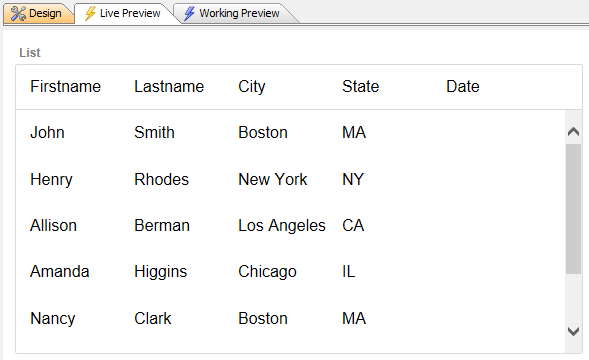 Design Live Preview Working Preview
List
Firstname Lastname City State Date
John Smith Boston MA
Henry Rhodes New York NY
Allison Berman Los Angeles CA
Amanda Higgins Chicago IL
Nancy Clark Boston MA